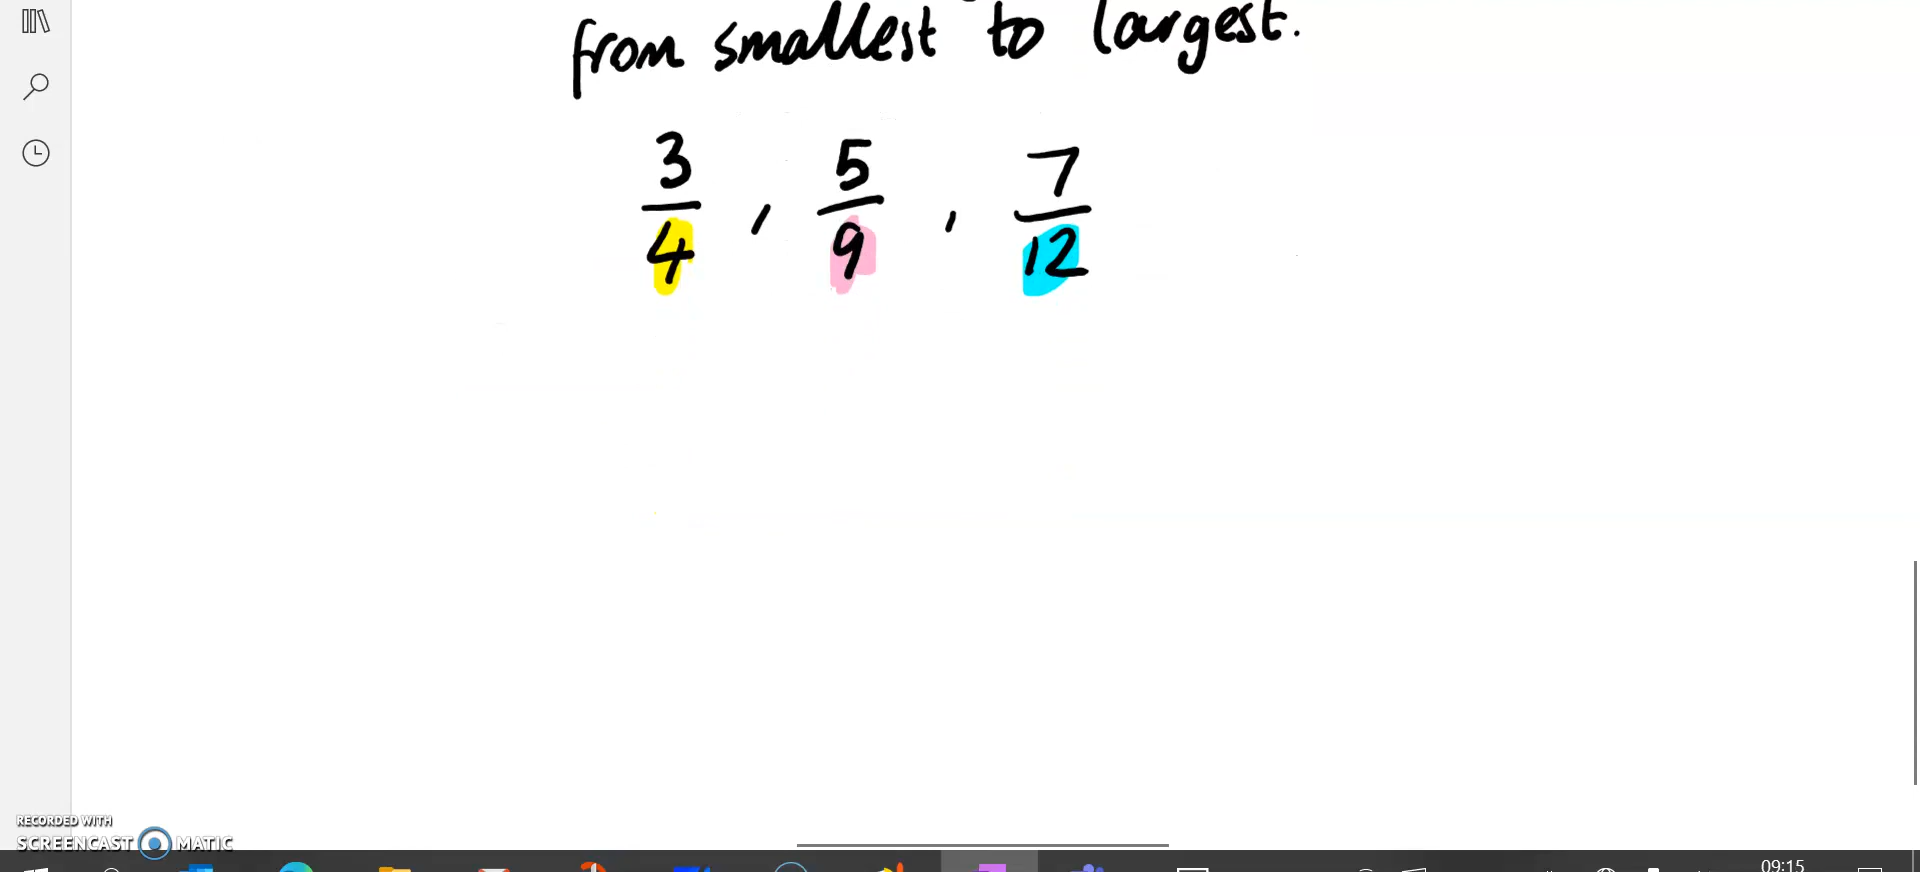 from smallest to largest.
3/4 , 5/9 , 7/12
RECORDED WITH
SCREENCAST MATIC
09:15